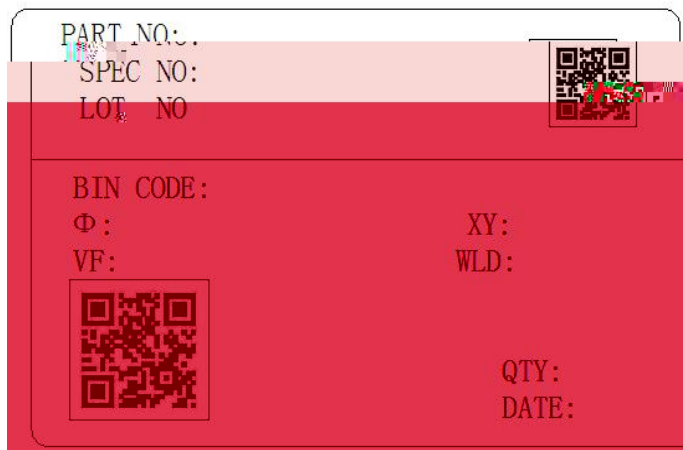 PART NO:
SPEC NO:
LOT NO
BIN CODE:
Φ:
XY:
VF:
WLD:
QTY:
DATE: